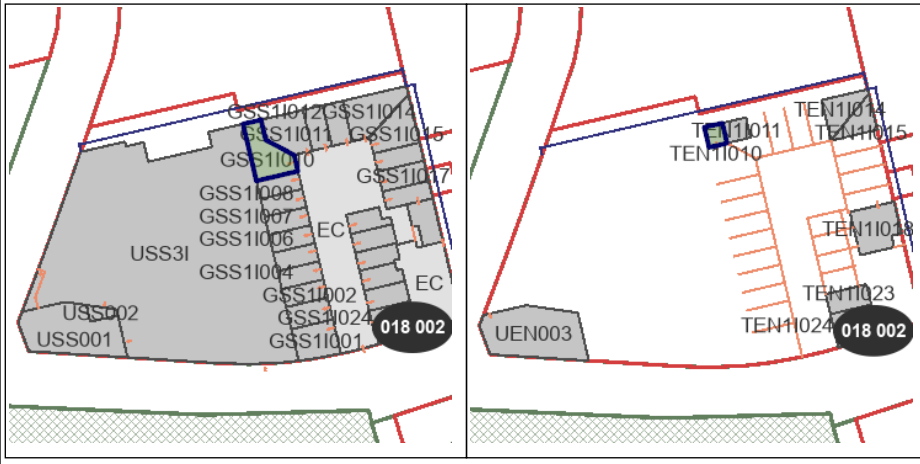 GSS1I012
GSS1I014
GSS1I011
GSS1I015
GSS1I010
GSS1I017
GSS1I008
GSS1I007
GSS1I006
EC
USS3I
GSS1I004
EC
GSS1I002
USS002
GSS1I024
018 002
USS001
GSS1I001
TEN1I014
TEN1I011
TEN1I015
TEN1I010
TEN1I018
TEN1I023
TEN1I024
018 002
UEN003